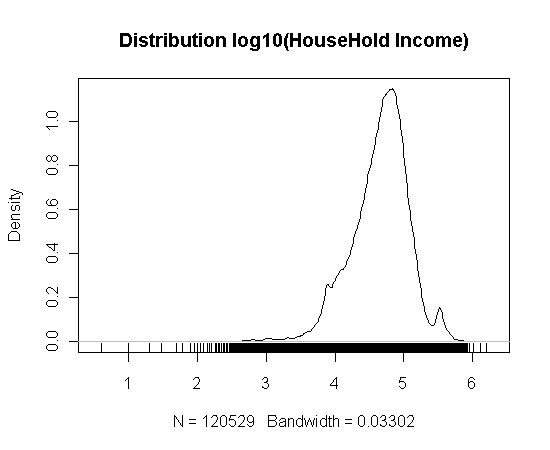 Distribution log10(HouseHold Income)
Density
1.0
0.8
0.6
0.4
0.2
0.0
1 2 3 4 5 6
N = 120529 Bandwidth = 0.03302